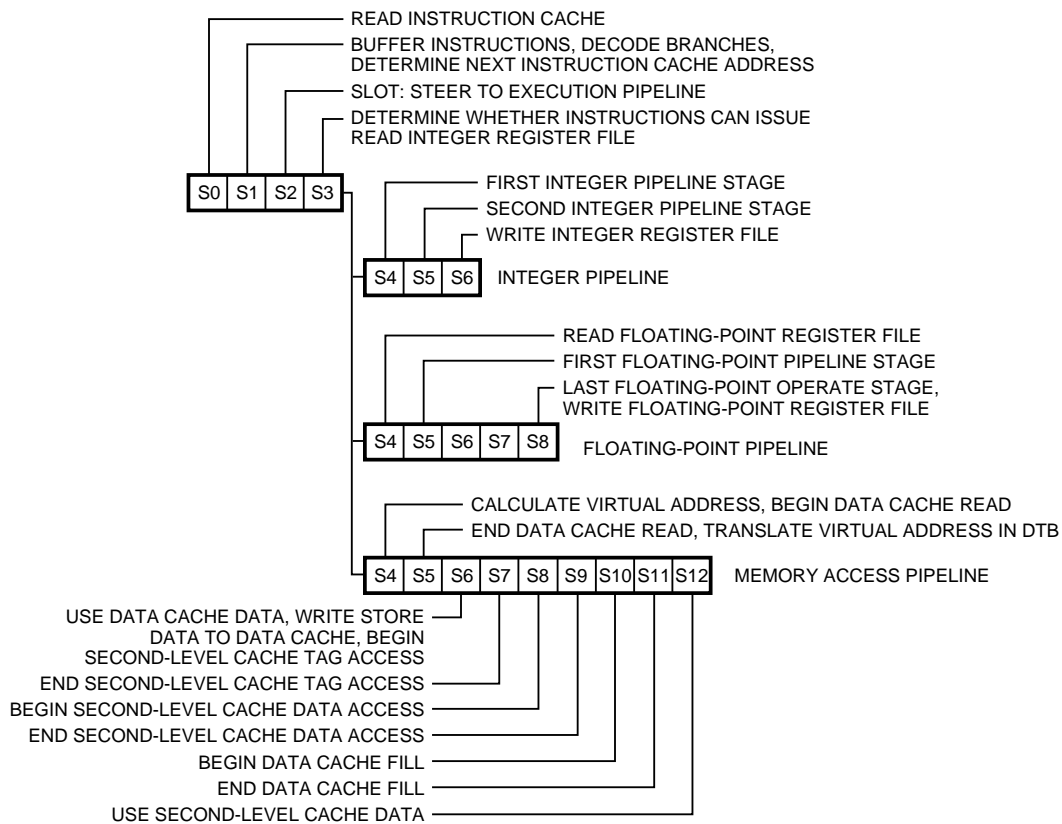 READ INSTRUCTION CACHE
BUFFER INSTRUCTIONS, DECODE BRANCHES,
DETERMINE NEXT INSTRUCTION CACHE ADDRESS
SLOT: STEER TO EXECUTION PIPELINE
DETERMINE WHETHER INSTRUCTIONS CAN ISSUE
READ INTEGER REGISTER FILE
S0 S1 S2 S3
FIRST INTEGER PIPELINE STAGE
SECOND INTEGER PIPELINE STAGE
WRITE INTEGER REGISTER FILE
S4 S5 S6 INTEGER PIPELINE
READ FLOATING-POINT REGISTER FILE
FIRST FLOATING-POINT PIPELINE STAGE
LAST FLOATING-POINT OPERATE STAGE,
WRITE FLOATING-POINT REGISTER FILE
S4 S5 S6 S7 S8 FLOATING-POINT PIPELINE
CALCULATE VIRTUAL ADDRESS, BEGIN DATA CACHE READ
END DATA CACHE READ, TRANSLATE VIRTUAL ADDRESS IN DTB
S4 S5 S6 S7 S8 S9 S10 S11 S12 MEMORY ACCESS PIPELINE
USE DATA CACHE DATA, WRITE STORE
DATA TO DATA CACHE, BEGIN
SECOND-LEVEL CACHE TAG ACCESS
END SECOND-LEVEL CACHE TAG ACCESS
BEGIN SECOND-LEVEL CACHE DATA ACCESS
END SECOND-LEVEL CACHE DATA ACCESS
BEGIN DATA CACHE FILL
END DATA CACHE FILL
USE SECOND-LEVEL CACHE DATA